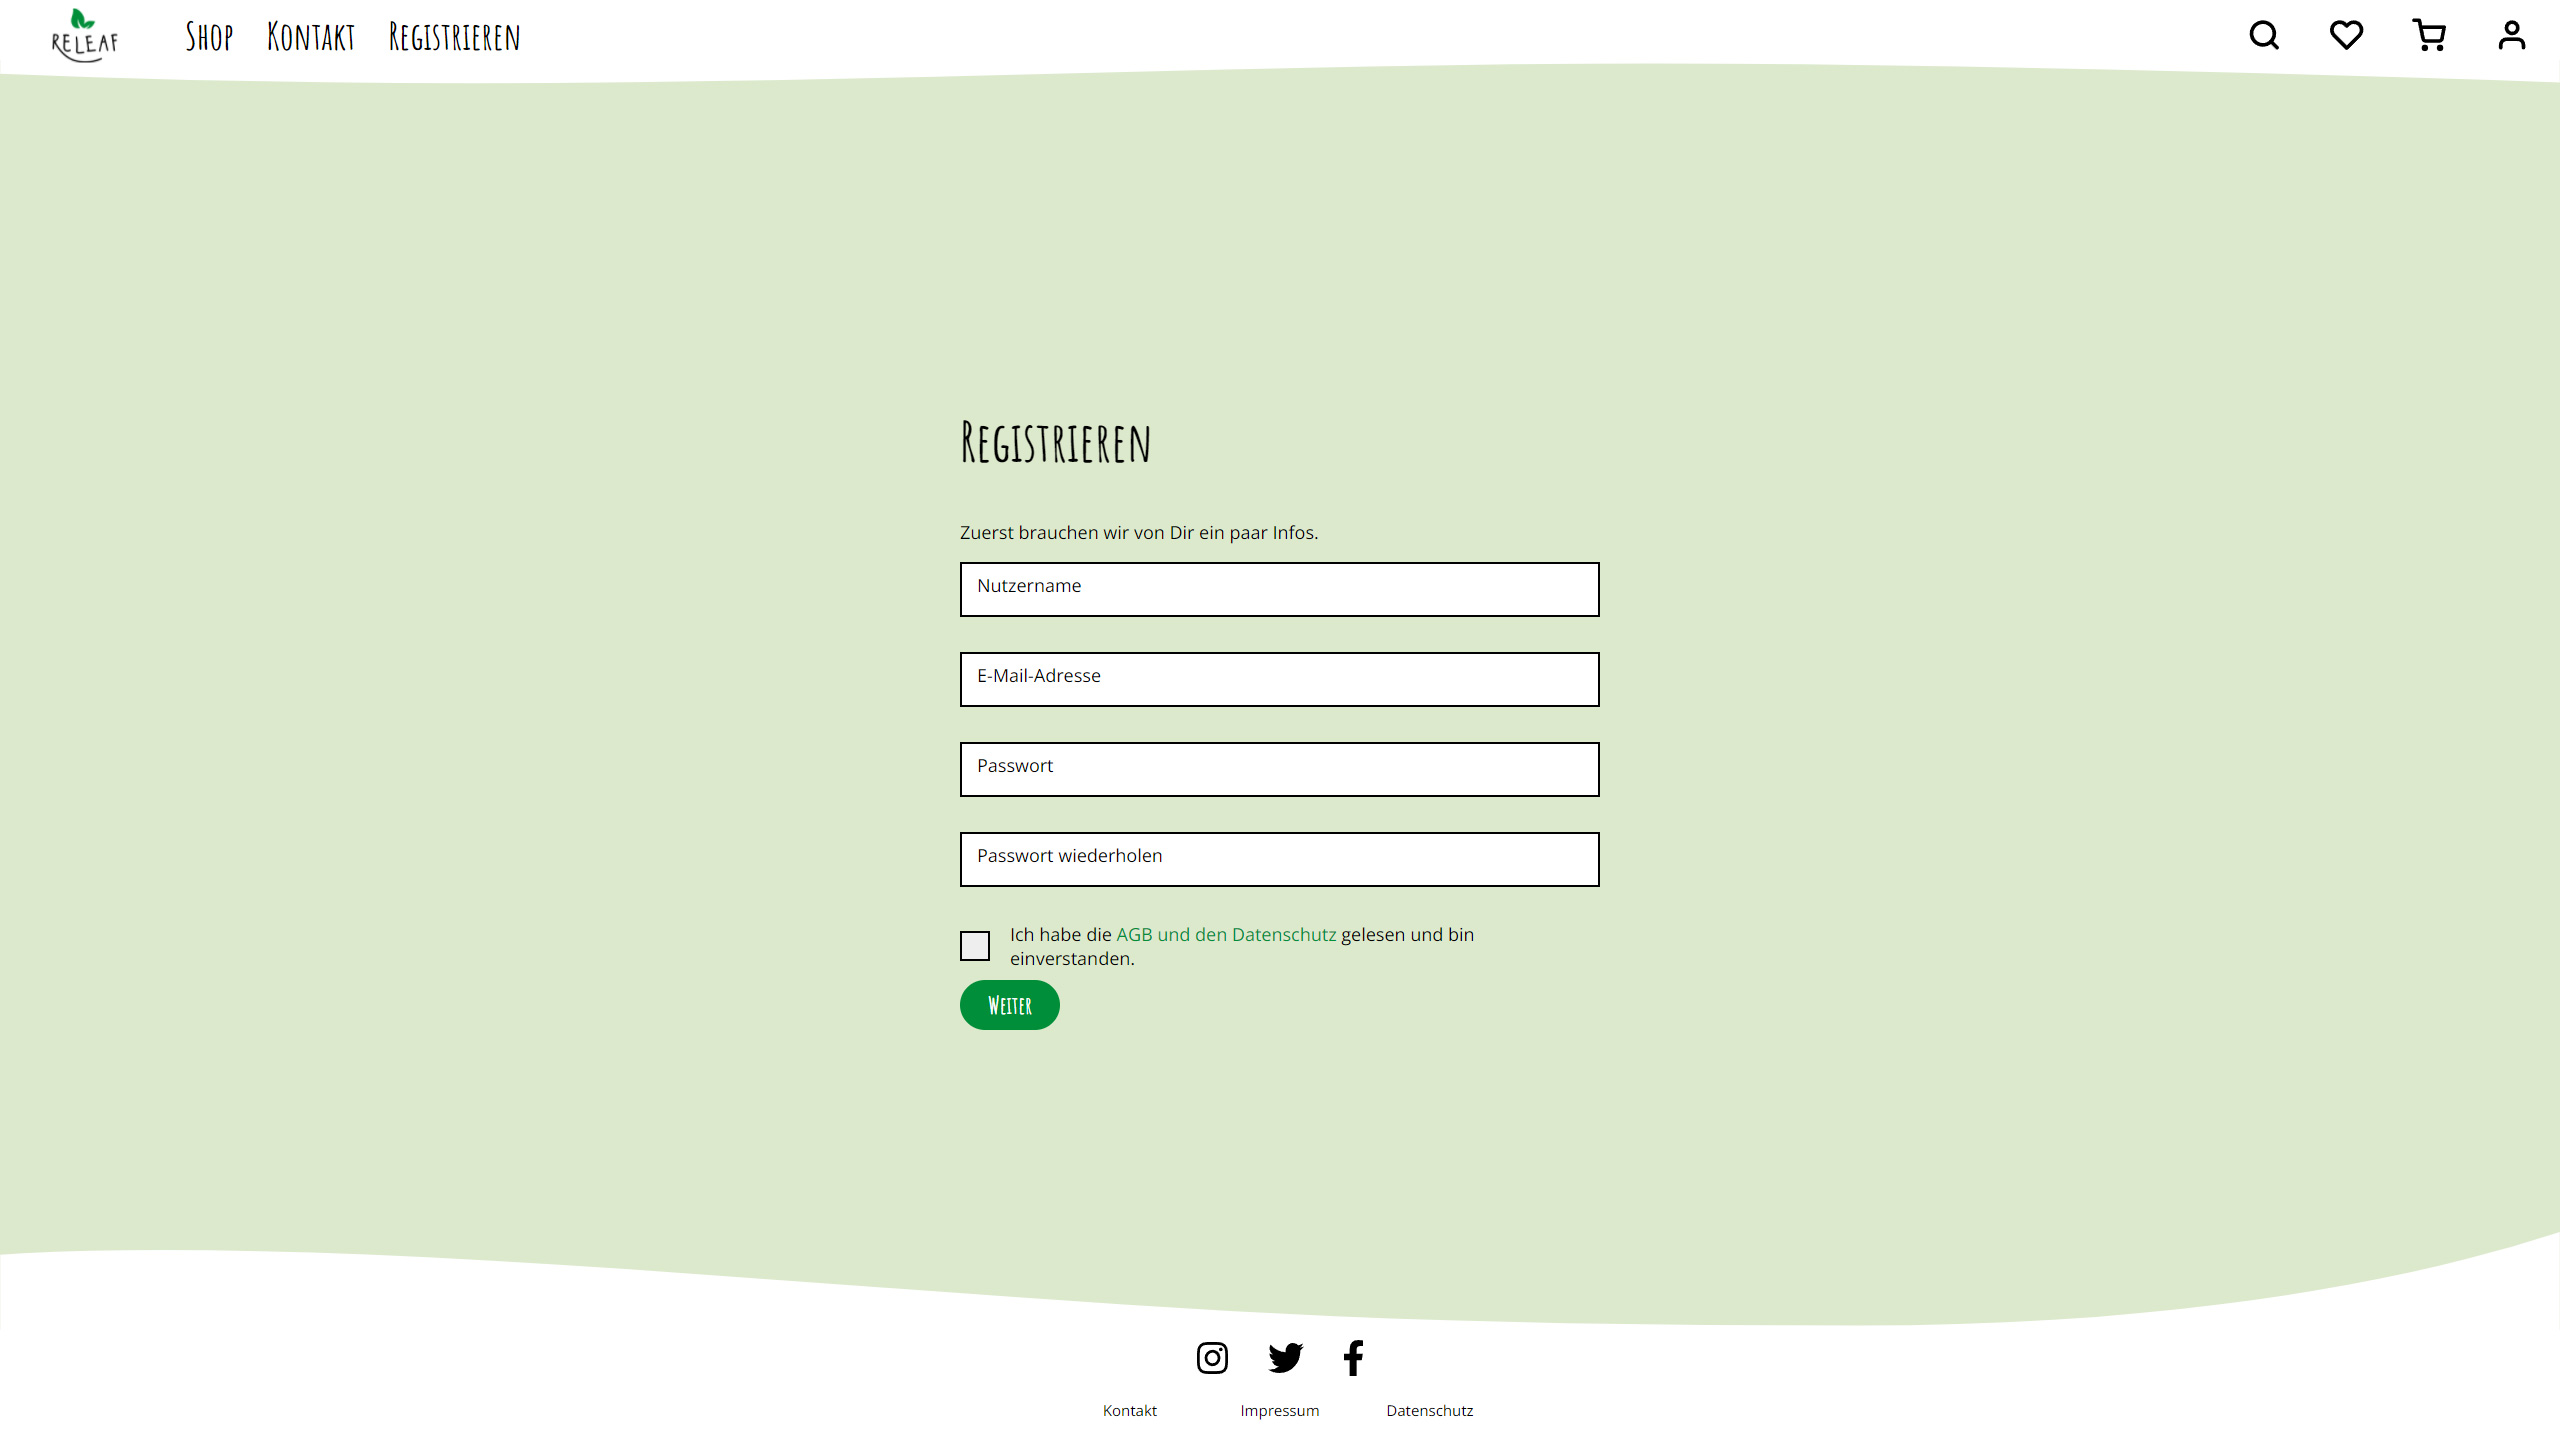 RELEAF
Shop Kontakt Registrieren
Registrieren
Zuerst brauchen wir von Dir ein paar Infos.
Nutzername
E-Mail-Adresse
Passwort
Passwort wiederholen
Ich habe die AGB und den Datenschutz gelesen und bin
einverstanden.
Weiter
Kontakt Impressum Datenschutz